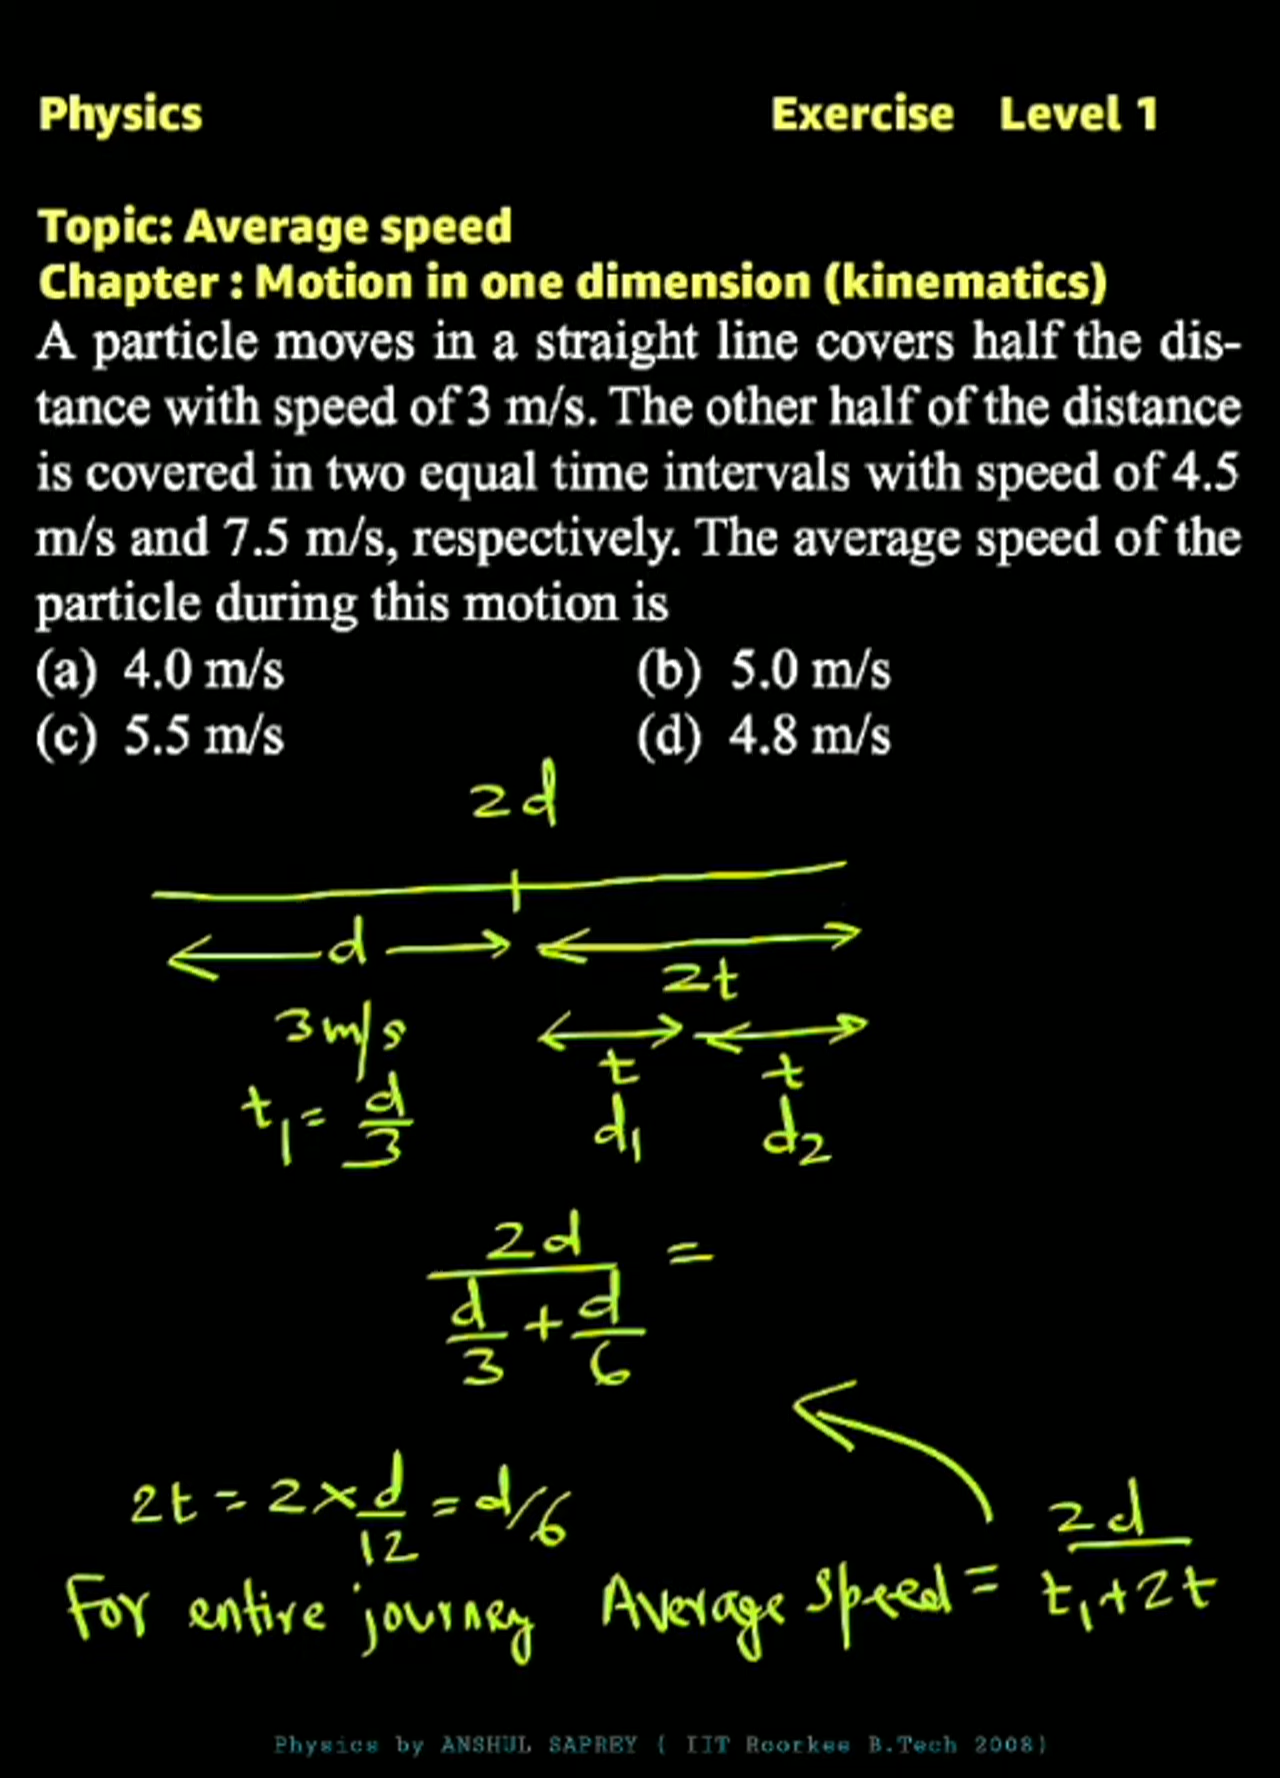 Physics Exercise Level 1
Topic: Average speed
Chapter : Motion in one dimension (kinematics)
A particle moves in a straight line covers half the dis-
tance with speed of 3 m/s. The other half of the distance
is covered in two equal time intervals with speed of 4.5
m/s and 7.5 m/s, respectively. The average speed of the
particle during this motion is
(a) 4.0 m/s (b) 5.0 m/s
(c) 5.5 m/s (d) 4.8 m/s
2d
d
2t
3m/s
t t
t₁ = d/3 d₁ d₂
2d / (d/3 + d/6) =
2t = 2 × d/12 = d/6
For entire journey Average speed = 2d / (t₁ + 2t)
Physics by ANSHUL SAPREY ( IIT Roorkee B.Tech 2008)